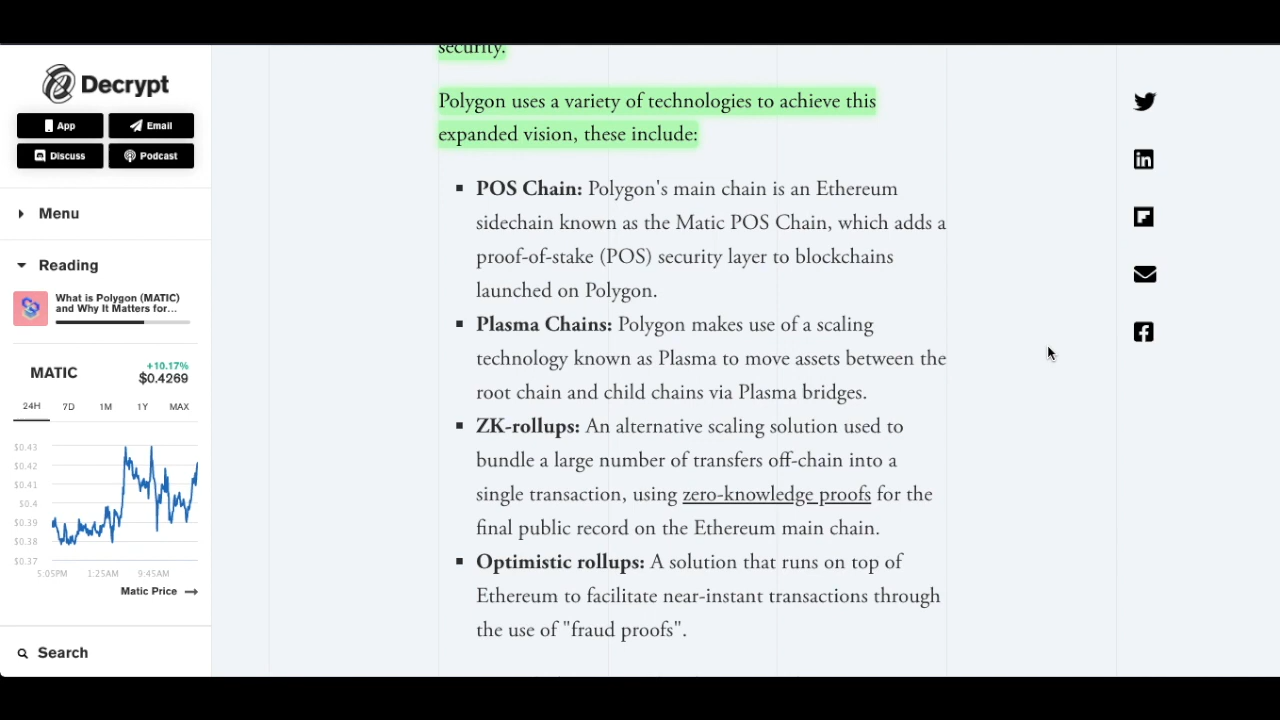 Decrypt
App
Email
Discuss
Podcast
Menu
Reading
What is Polygon (MATIC)
and Why It Matters for...
MATIC
+10.17%
$0.4269
24H
7D
1M
1Y
MAX
$0.43
$0.42
$0.41
$0.4
$0.39
$0.38
$0.37
5:05PM
1:25AM
9:45AM
Matic Price
Search
security.
Polygon uses a variety of technologies to achieve this
expanded vision, these include:
POS Chain: Polygon's main chain is an Ethereum
sidechain known as the Matic POS Chain, which adds a
proof-of-stake (POS) security layer to blockchains
launched on Polygon.
Plasma Chains: Polygon makes use of a scaling
technology known as Plasma to move assets between the
root chain and child chains via Plasma bridges.
ZK-rollups: An alternative scaling solution used to
bundle a large number of transfers off-chain into a
single transaction, using zero-knowledge proofs for the
final public record on the Ethereum main chain.
Optimistic rollups: A solution that runs on top of
Ethereum to facilitate near-instant transactions through
the use of "fraud proofs".